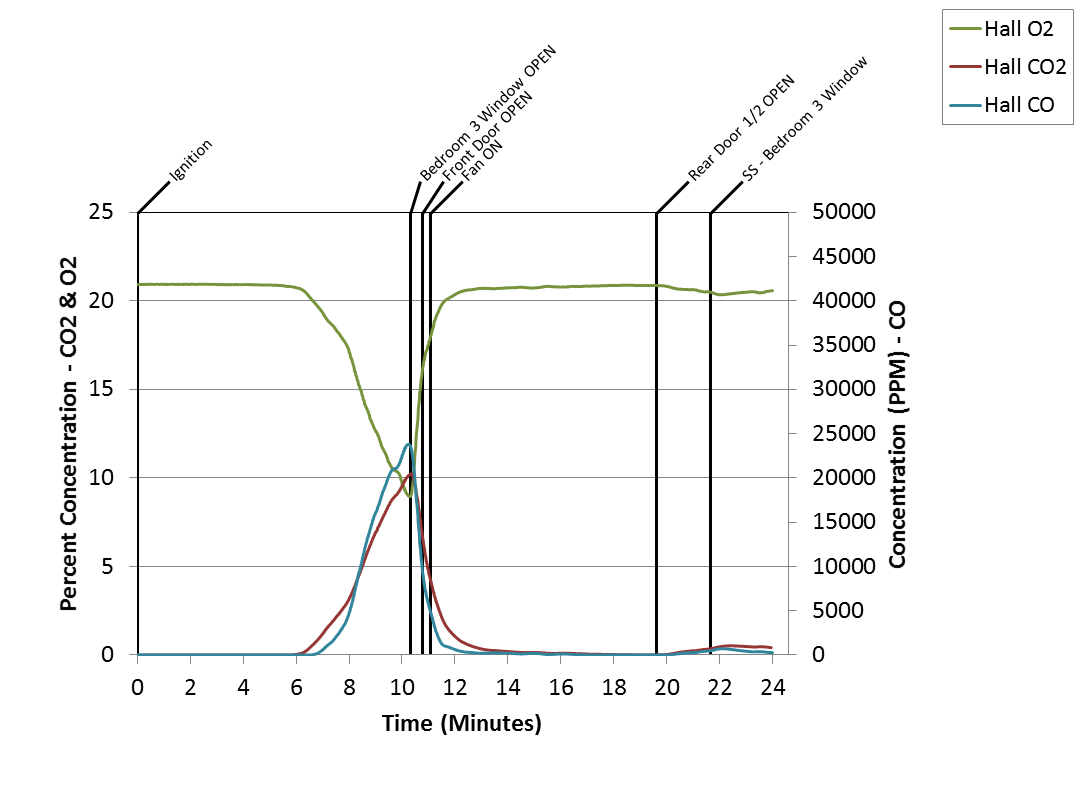 Hall O2
Hall CO2
Hall CO
Ignition
Bedroom 3 Window OPEN
Front Door OPEN
Fan ON
Rear Door 1/2 OPEN
SS - Bedroom 3 Window
25
20
15
10
5
0
Percent Concentration - CO2 & O2
50000
45000
40000
35000
30000
25000
20000
15000
10000
5000
0
Concentration (PPM) - CO
0 2 4 6 8 10 12 14 16 18 20 22 24
Time (Minutes)